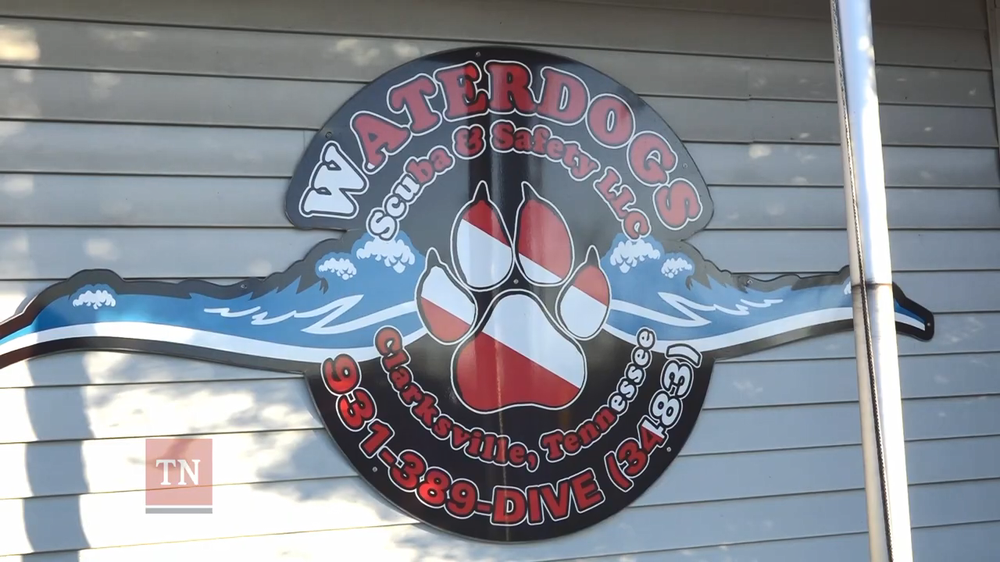 WATERDOGS
Scuba & Safety LLC
Clarksville, Tennessee
931-389-DIVE (3483)
TN